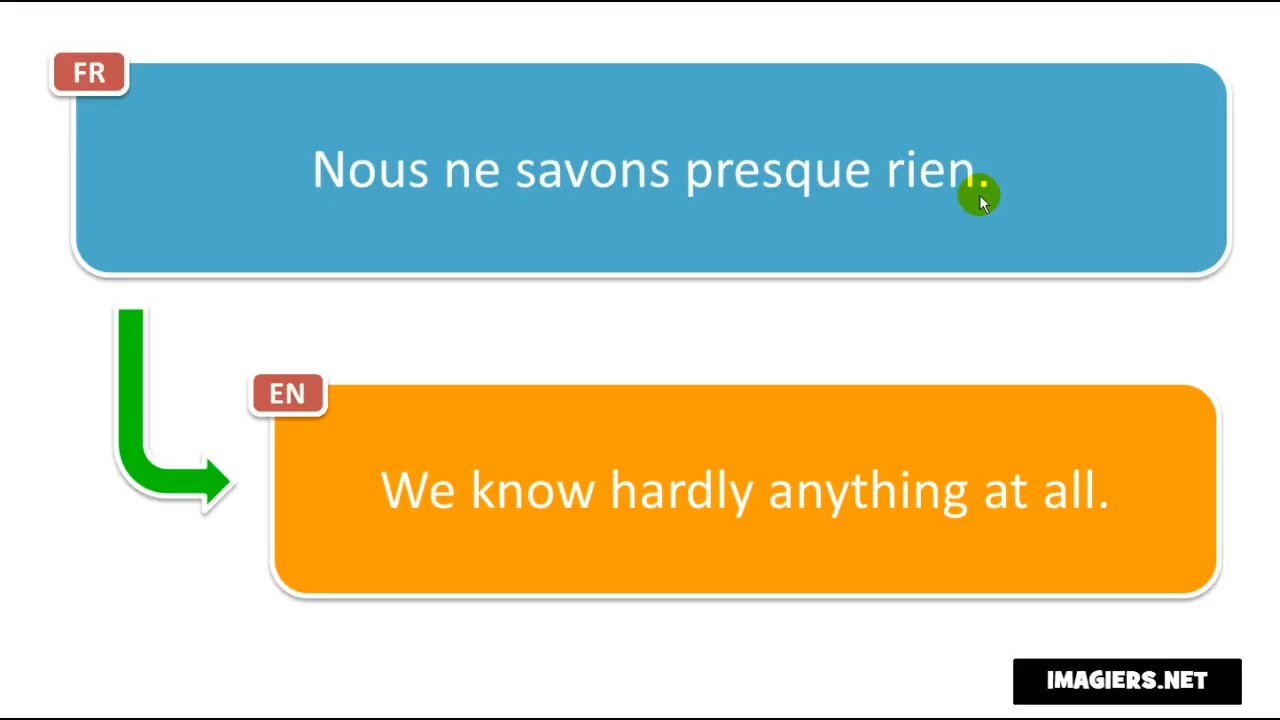 FR
Nous ne savons presque rien.
EN
We know hardly anything at all.
IMAGIERS.NET